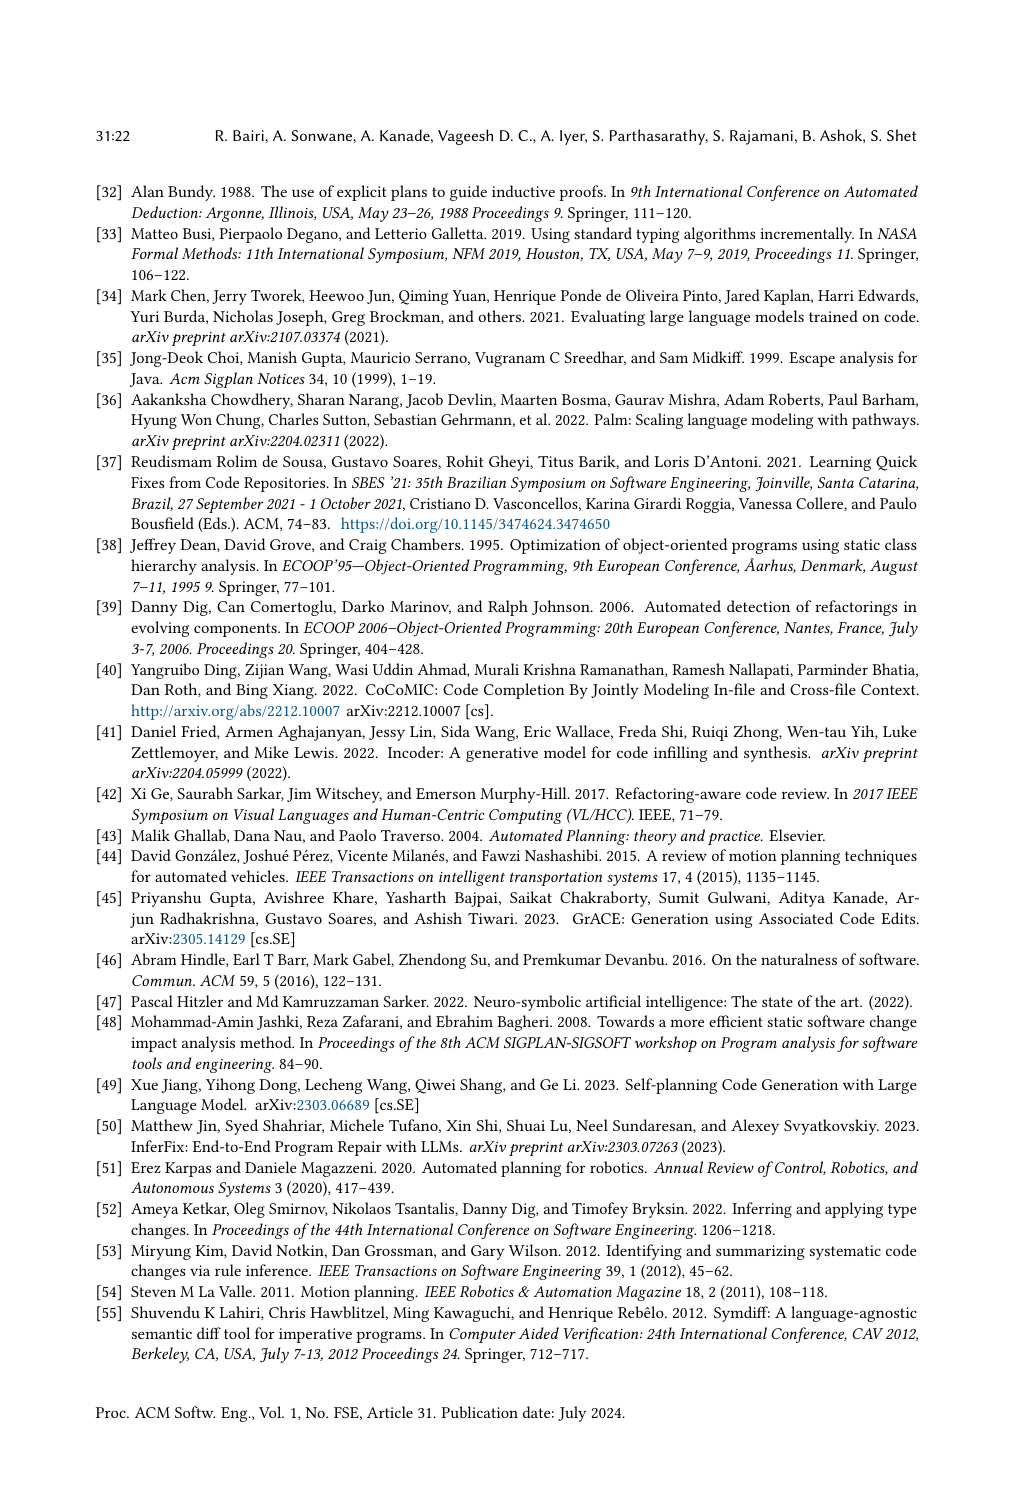 31:22 R. Bairi, A. Sonwane, A. Kanade, Vageesh D. C., A. Iyer, S. Parthasarathy, S. Rajamani, B. Ashok, S. Shet
[32] Alan Bundy. 1988. The use of explicit plans to guide inductive proofs. In 9th International Conference on Automated
Deduction: Argonne, Illinois, USA, May 23–26, 1988 Proceedings 9. Springer, 111–120.
[33] Matteo Busi, Pierpaolo Degano, and Letterio Galletta. 2019. Using standard typing algorithms incrementally. In NASA
Formal Methods: 11th International Symposium, NFM 2019, Houston, TX, USA, May 7–9, 2019, Proceedings 11. Springer,
106–122.
[34] Mark Chen, Jerry Tworek, Heewoo Jun, Qiming Yuan, Henrique Ponde de Oliveira Pinto, Jared Kaplan, Harri Edwards,
Yuri Burda, Nicholas Joseph, Greg Brockman, and others. 2021. Evaluating large language models trained on code.
arXiv preprint arXiv:2107.03374 (2021).
[35] Jong-Deok Choi, Manish Gupta, Mauricio Serrano, Vugranam C Sreedhar, and Sam Midkiff. 1999. Escape analysis for
Java. Acm Sigplan Notices 34, 10 (1999), 1–19.
[36] Aakanksha Chowdhery, Sharan Narang, Jacob Devlin, Maarten Bosma, Gaurav Mishra, Adam Roberts, Paul Barham,
Hyung Won Chung, Charles Sutton, Sebastian Gehrmann, et al. 2022. Palm: Scaling language modeling with pathways.
arXiv preprint arXiv:2204.02311 (2022).
[37] Reudismam Rolim de Sousa, Gustavo Soares, Rohit Gheyi, Titus Barik, and Loris D'Antoni. 2021. Learning Quick
Fixes from Code Repositories. In SBES '21: 35th Brazilian Symposium on Software Engineering, Joinville, Santa Catarina,
Brazil, 27 September 2021 - 1 October 2021, Cristiano D. Vasconcellos, Karina Girardi Roggia, Vanessa Collere, and Paulo
Bousfield (Eds.). ACM, 74–83. https://doi.org/10.1145/3474624.3474650
[38] Jeffrey Dean, David Grove, and Craig Chambers. 1995. Optimization of object-oriented programs using static class
hierarchy analysis. In ECOOP'95—Object-Oriented Programming, 9th European Conference, Åarhus, Denmark, August
7–11, 1995 9. Springer, 77–101.
[39] Danny Dig, Can Comertoglu, Darko Marinov, and Ralph Johnson. 2006. Automated detection of refactorings in
evolving components. In ECOOP 2006–Object-Oriented Programming: 20th European Conference, Nantes, France, July
3-7, 2006. Proceedings 20. Springer, 404–428.
[40] Yangruibo Ding, Zijian Wang, Wasi Uddin Ahmad, Murali Krishna Ramanathan, Ramesh Nallapati, Parminder Bhatia,
Dan Roth, and Bing Xiang. 2022. CoCoMIC: Code Completion By Jointly Modeling In-file and Cross-file Context.
http://arxiv.org/abs/2212.10007 arXiv:2212.10007 [cs].
[41] Daniel Fried, Armen Aghajanyan, Jessy Lin, Sida Wang, Eric Wallace, Freda Shi, Ruiqi Zhong, Wen-tau Yih, Luke
Zettlemoyer, and Mike Lewis. 2022. Incoder: A generative model for code infilling and synthesis. arXiv preprint
arXiv:2204.05999 (2022).
[42] Xi Ge, Saurabh Sarkar, Jim Witschey, and Emerson Murphy-Hill. 2017. Refactoring-aware code review. In 2017 IEEE
Symposium on Visual Languages and Human-Centric Computing (VL/HCC). IEEE, 71–79.
[43] Malik Ghallab, Dana Nau, and Paolo Traverso. 2004. Automated Planning: theory and practice. Elsevier.
[44] David González, Joshué Pérez, Vicente Milanés, and Fawzi Nashashibi. 2015. A review of motion planning techniques
for automated vehicles. IEEE Transactions on intelligent transportation systems 17, 4 (2015), 1135–1145.
[45] Priyanshu Gupta, Avishree Khare, Yasharth Bajpai, Saikat Chakraborty, Sumit Gulwani, Aditya Kanade, Ar-
jun Radhakrishna, Gustavo Soares, and Ashish Tiwari. 2023. GrACE: Generation using Associated Code Edits.
arXiv:2305.14129 [cs.SE]
[46] Abram Hindle, Earl T Barr, Mark Gabel, Zhendong Su, and Premkumar Devanbu. 2016. On the naturalness of software.
Commun. ACM 59, 5 (2016), 122–131.
[47] Pascal Hitzler and Md Kamruzzaman Sarker. 2022. Neuro-symbolic artificial intelligence: The state of the art. (2022).
[48] Mohammad-Amin Jashki, Reza Zafarani, and Ebrahim Bagheri. 2008. Towards a more efficient static software change
impact analysis method. In Proceedings of the 8th ACM SIGPLAN-SIGSOFT workshop on Program analysis for software
tools and engineering. 84–90.
[49] Xue Jiang, Yihong Dong, Lecheng Wang, Qiwei Shang, and Ge Li. 2023. Self-planning Code Generation with Large
Language Model. arXiv:2303.06689 [cs.SE]
[50] Matthew Jin, Syed Shahriar, Michele Tufano, Xin Shi, Shuai Lu, Neel Sundaresan, and Alexey Svyatkovskiy. 2023.
InferFix: End-to-End Program Repair with LLMs. arXiv preprint arXiv:2303.07263 (2023).
[51] Erez Karpas and Daniele Magazzeni. 2020. Automated planning for robotics. Annual Review of Control, Robotics, and
Autonomous Systems 3 (2020), 417–439.
[52] Ameya Ketkar, Oleg Smirnov, Nikolaos Tsantalis, Danny Dig, and Timofey Bryksin. 2022. Inferring and applying type
changes. In Proceedings of the 44th International Conference on Software Engineering. 1206–1218.
[53] Miryung Kim, David Notkin, Dan Grossman, and Gary Wilson. 2012. Identifying and summarizing systematic code
changes via rule inference. IEEE Transactions on Software Engineering 39, 1 (2012), 45–62.
[54] Steven M La Valle. 2011. Motion planning. IEEE Robotics & Automation Magazine 18, 2 (2011), 108–118.
[55] Shuvendu K Lahiri, Chris Hawblitzel, Ming Kawaguchi, and Henrique Rebêlo. 2012. Symdiff: A language-agnostic
semantic diff tool for imperative programs. In Computer Aided Verification: 24th International Conference, CAV 2012,
Berkeley, CA, USA, July 7-13, 2012 Proceedings 24. Springer, 712–717.
Proc. ACM Softw. Eng., Vol. 1, No. FSE, Article 31. Publication date: July 2024.